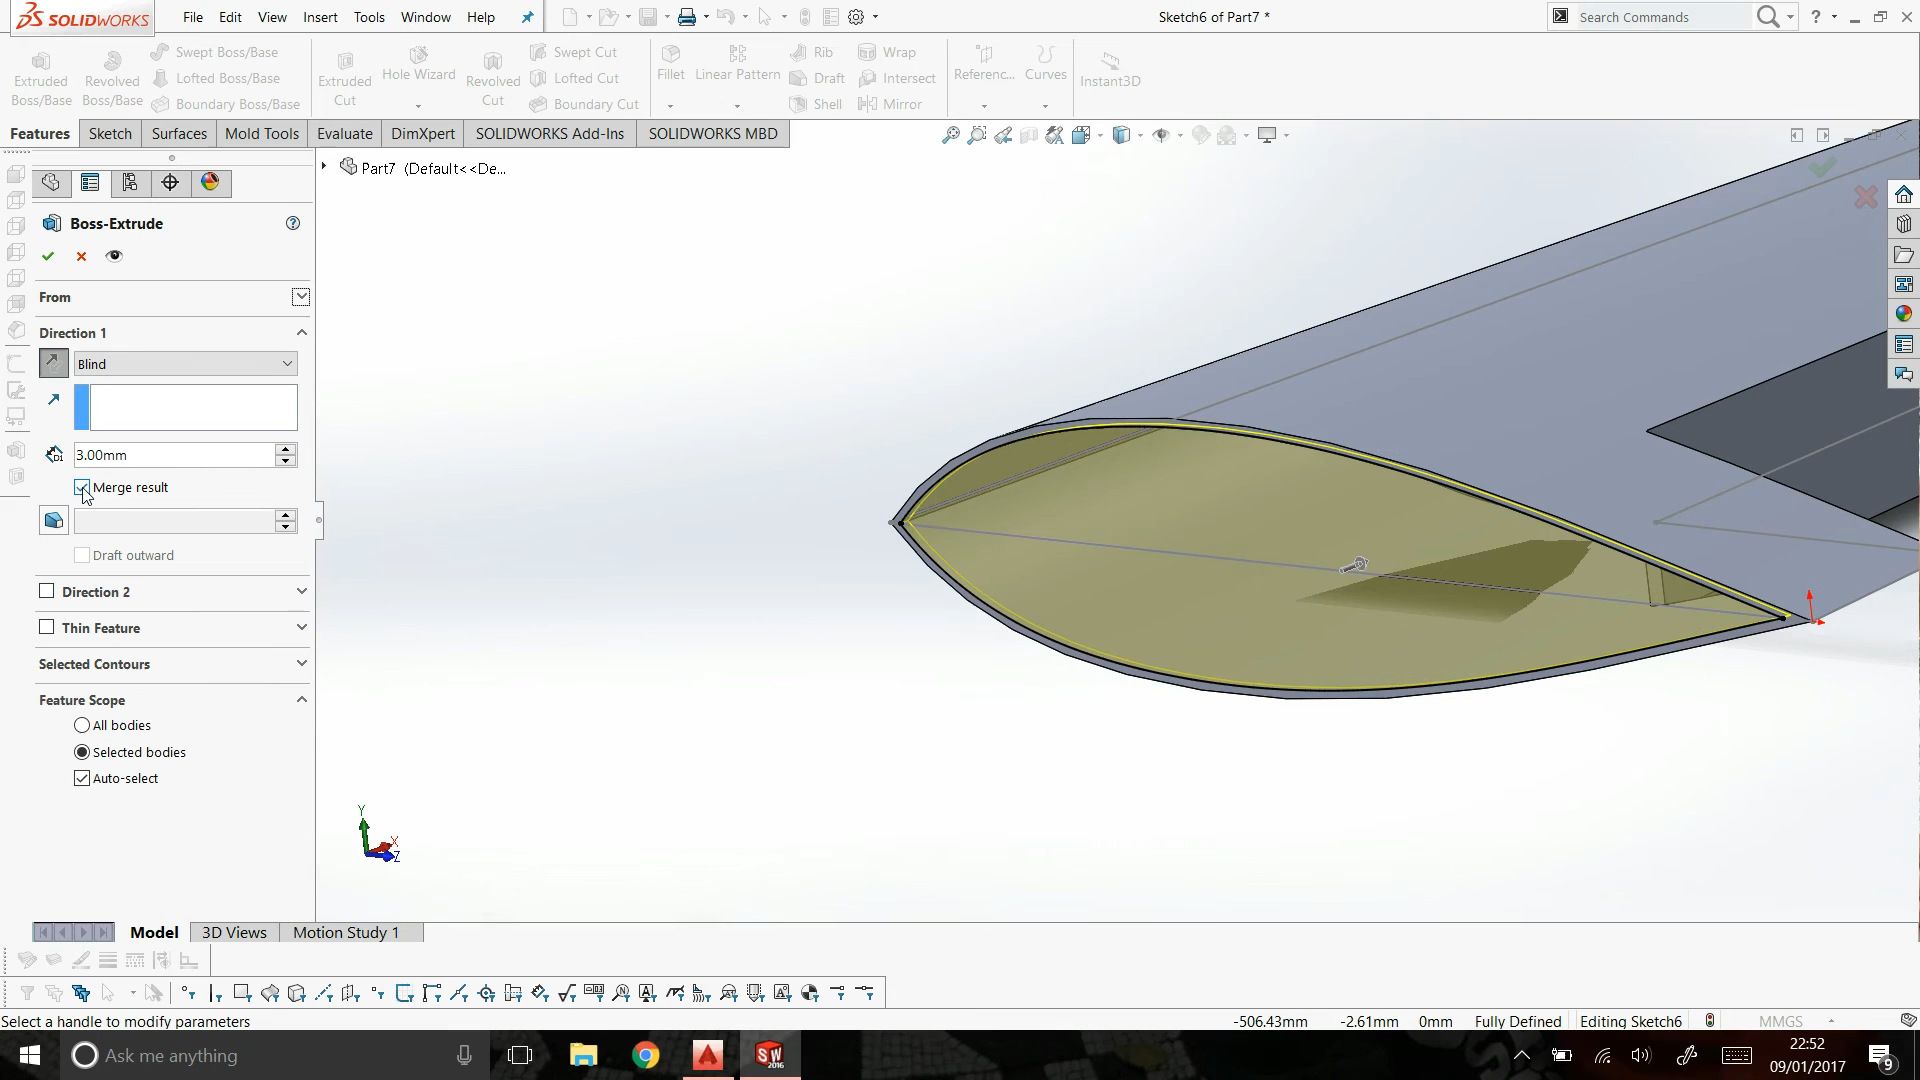 SOLIDWORKS File Edit View Insert Tools Window Help Sketch6 of Part7 * Search Commands ?
Extruded Boss/Base
Revolved Boss/Base
Swept Boss/Base
Lofted Boss/Base
Boundary Boss/Base
Extruded Cut
Hole Wizard
Revolved Cut
Swept Cut
Lofted Cut
Boundary Cut
Fillet
Linear Pattern
Rib
Draft
Shell
Wrap
Intersect
Mirror
Referenc...
Curves
Instant3D
Features Sketch Surfaces Mold Tools Evaluate DimXpert SOLIDWORKS Add-Ins SOLIDWORKS MBD
Part7 (Default<<De...
Boss-Extrude
?
From
Direction 1
Blind
D1
3.00mm
Merge result
Draft outward
Direction 2
Thin Feature
Selected Contours
Feature Scope
All bodies
Selected bodies
Auto-select
Y
X
Z
Model 3D Views Motion Study 1
Select a handle to modify parameters -506.43mm -2.61mm 0mm Fully Defined Editing Sketch6 MMGS
Ask me anything
SW
2016
22:52
09/01/2017
9